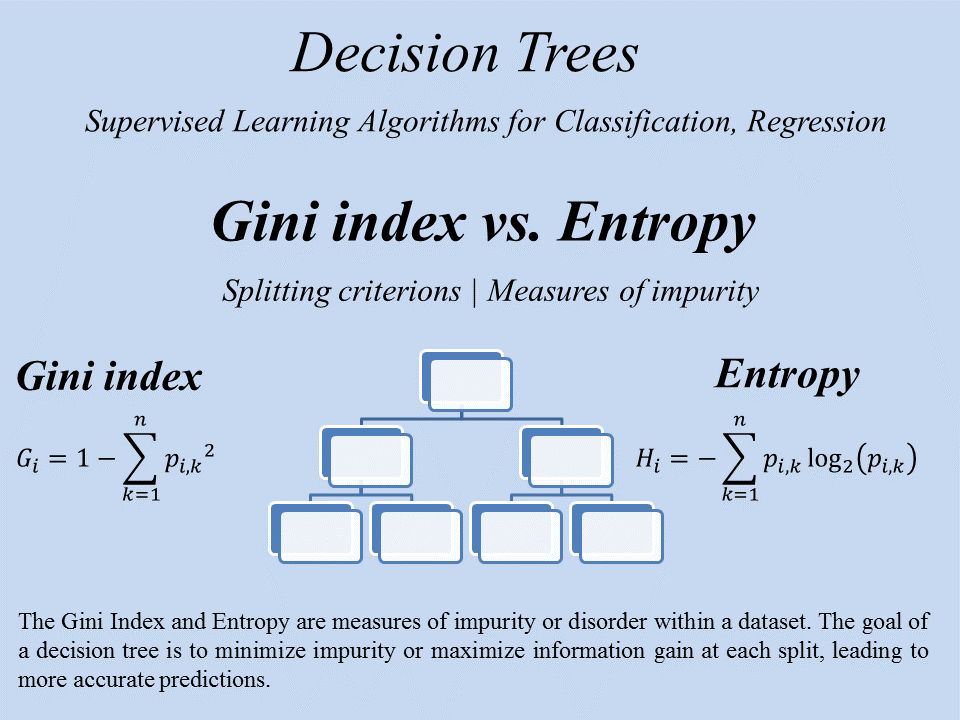 Decision Trees
Supervised Learning Algorithms for Classification, Regression
Gini index vs. Entropy
Splitting criterions | Measures of impurity
Gini index
G_i = 1 − ∑_{k=1}^{n} p_{i,k}^2
Entropy
H_i = − ∑_{k=1}^{n} p_{i,k} log_2(p_{i,k})
The Gini Index and Entropy are measures of impurity or disorder within a dataset. The goal of
a decision tree is to minimize impurity or maximize information gain at each split, leading to
more accurate predictions.